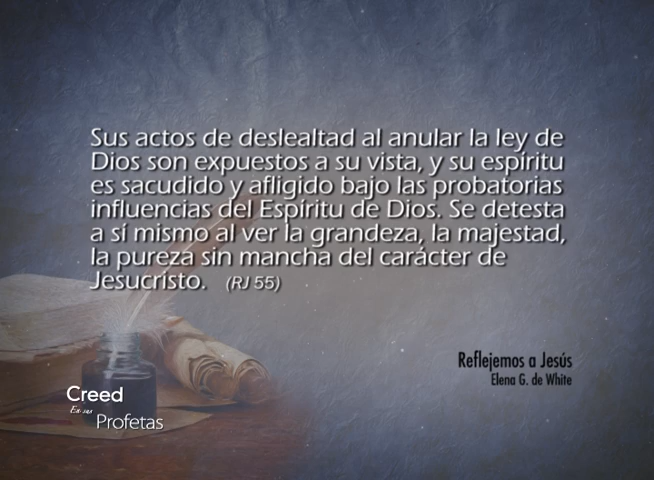 Sus actos de deslealtad al anular la ley de
Dios son expuestos a su vista, y su espíritu
es sacudido y afligido bajo las probatorias
influencias del Espíritu de Dios. Se detesta
a sí mismo al ver la grandeza, la majestad,
la pureza sin mancha del carácter de
Jesucristo. (RJ 55)
Reflejemos a Jesús
Elena G. de White
Creed
En sus
Profetas